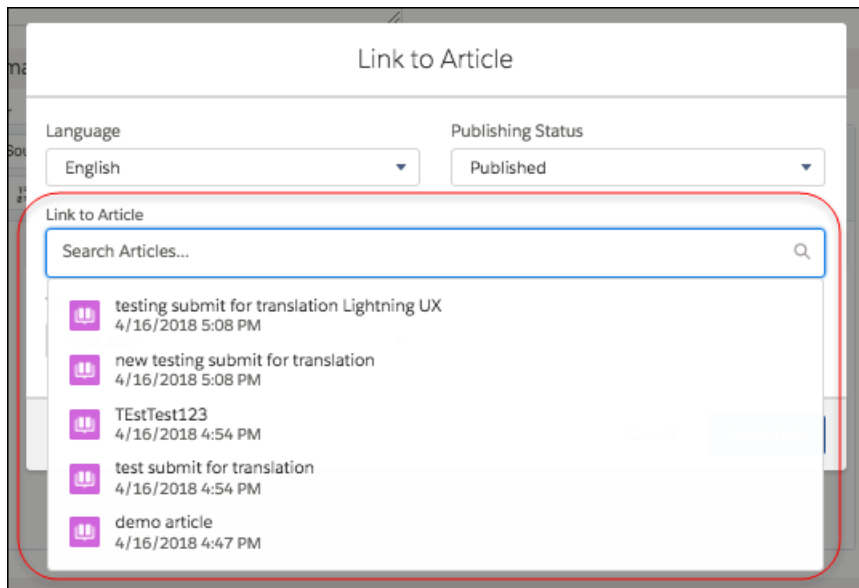 Link to Article
Language
Publishing Status
English
Published
Link to Article
Search Articles...
testing submit for translation Lightning UX
4/16/2018 5:08 PM
new testing submit for translation
4/16/2018 5:08 PM
TEstTest123
4/16/2018 4:54 PM
test submit for translation
4/16/2018 4:54 PM
demo article
4/16/2018 4:47 PM